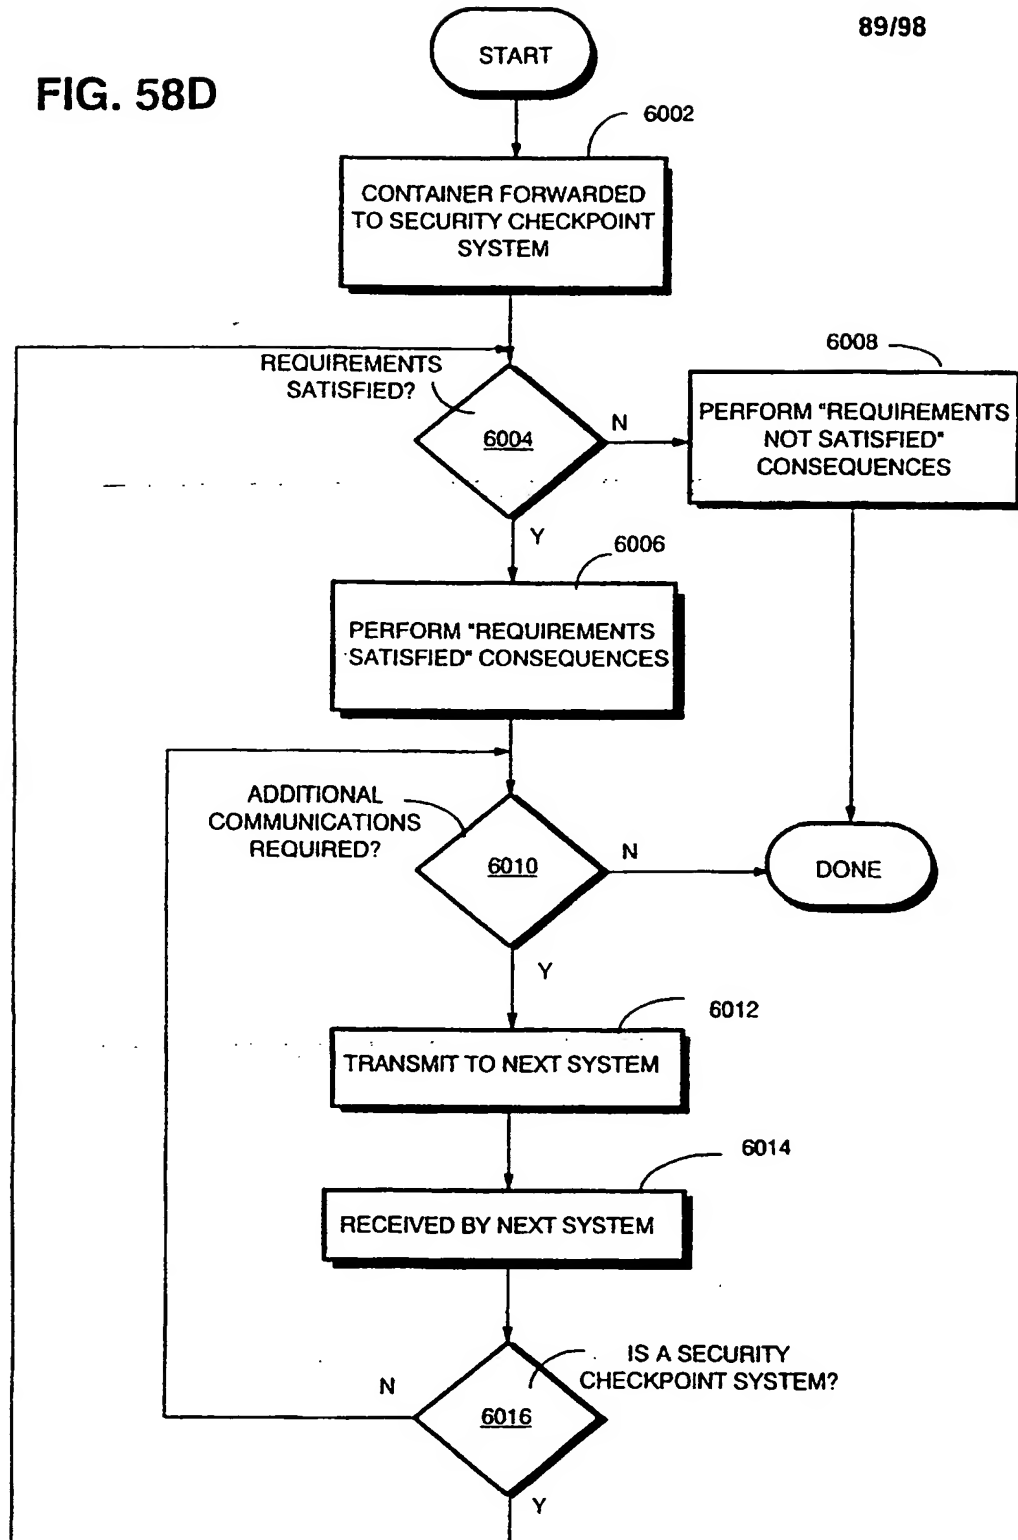 89/98
FIG. 58D
START
6002
CONTAINER FORWARDED
TO SECURITY CHECKPOINT
SYSTEM
REQUIREMENTS
SATISFIED?
6004
N
Y
6008
PERFORM "REQUIREMENTS
NOT SATISFIED"
CONSEQUENCES
6006
PERFORM "REQUIREMENTS
SATISFIED" CONSEQUENCES
ADDITIONAL
COMMUNICATIONS
REQUIRED?
6010
N
DONE
Y
6012
TRANSMIT TO NEXT SYSTEM
6014
RECEIVED BY NEXT SYSTEM
IS A SECURITY
CHECKPOINT SYSTEM?
N
6016
Y